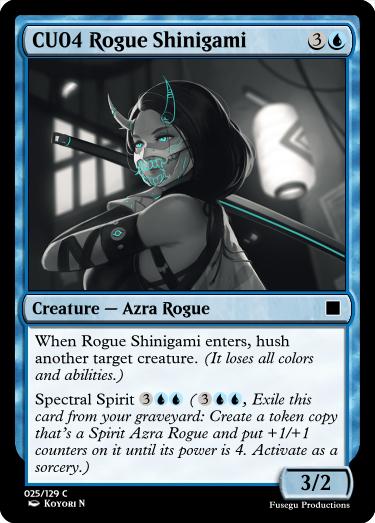 CU04 Rogue Shinigami 3
Creature — Azra Rogue
When Rogue Shinigami enters, hush
another target creature. (It loses all colors
and abilities.)
Spectral Spirit 3 (3 , Exile this
card from your graveyard: Create a token copy
that's a Spirit Azra Rogue and put +1/+1
counters on it until its power is 4. Activate as a
sorcery.)
3/2
025/129 C
Koyori N
Fusegu Productions